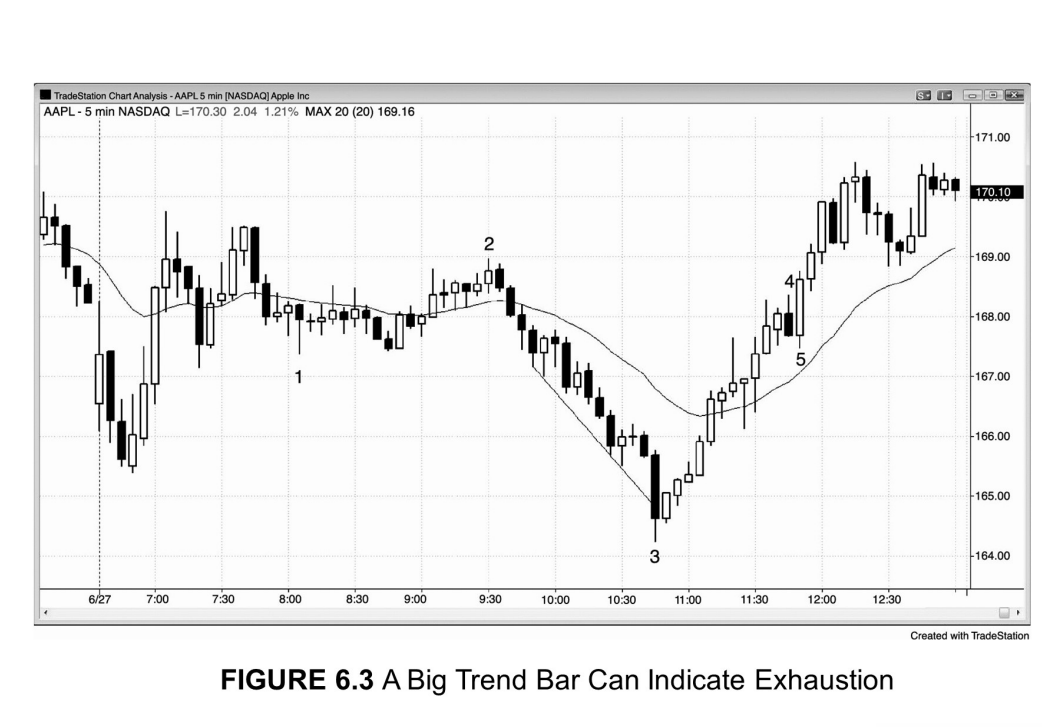 TradeStation Chart Analysis - AAPL 5 min [NASDAQ] Apple Inc
AAPL - 5 min NASDAQ L=170.30 2.04 1.21% MAX 20 (20) 169.16
171.00
170.10
170.00
169.00
168.00
167.00
166.00
165.00
164.00
2
4
5
1
3
6/27 7:00 7:30 8:00 8:30 9:00 9:30 10:00 10:30 11:00 11:30 12:00 12:30
Created with TradeStation
FIGURE 6.3 A Big Trend Bar Can Indicate Exhaustion